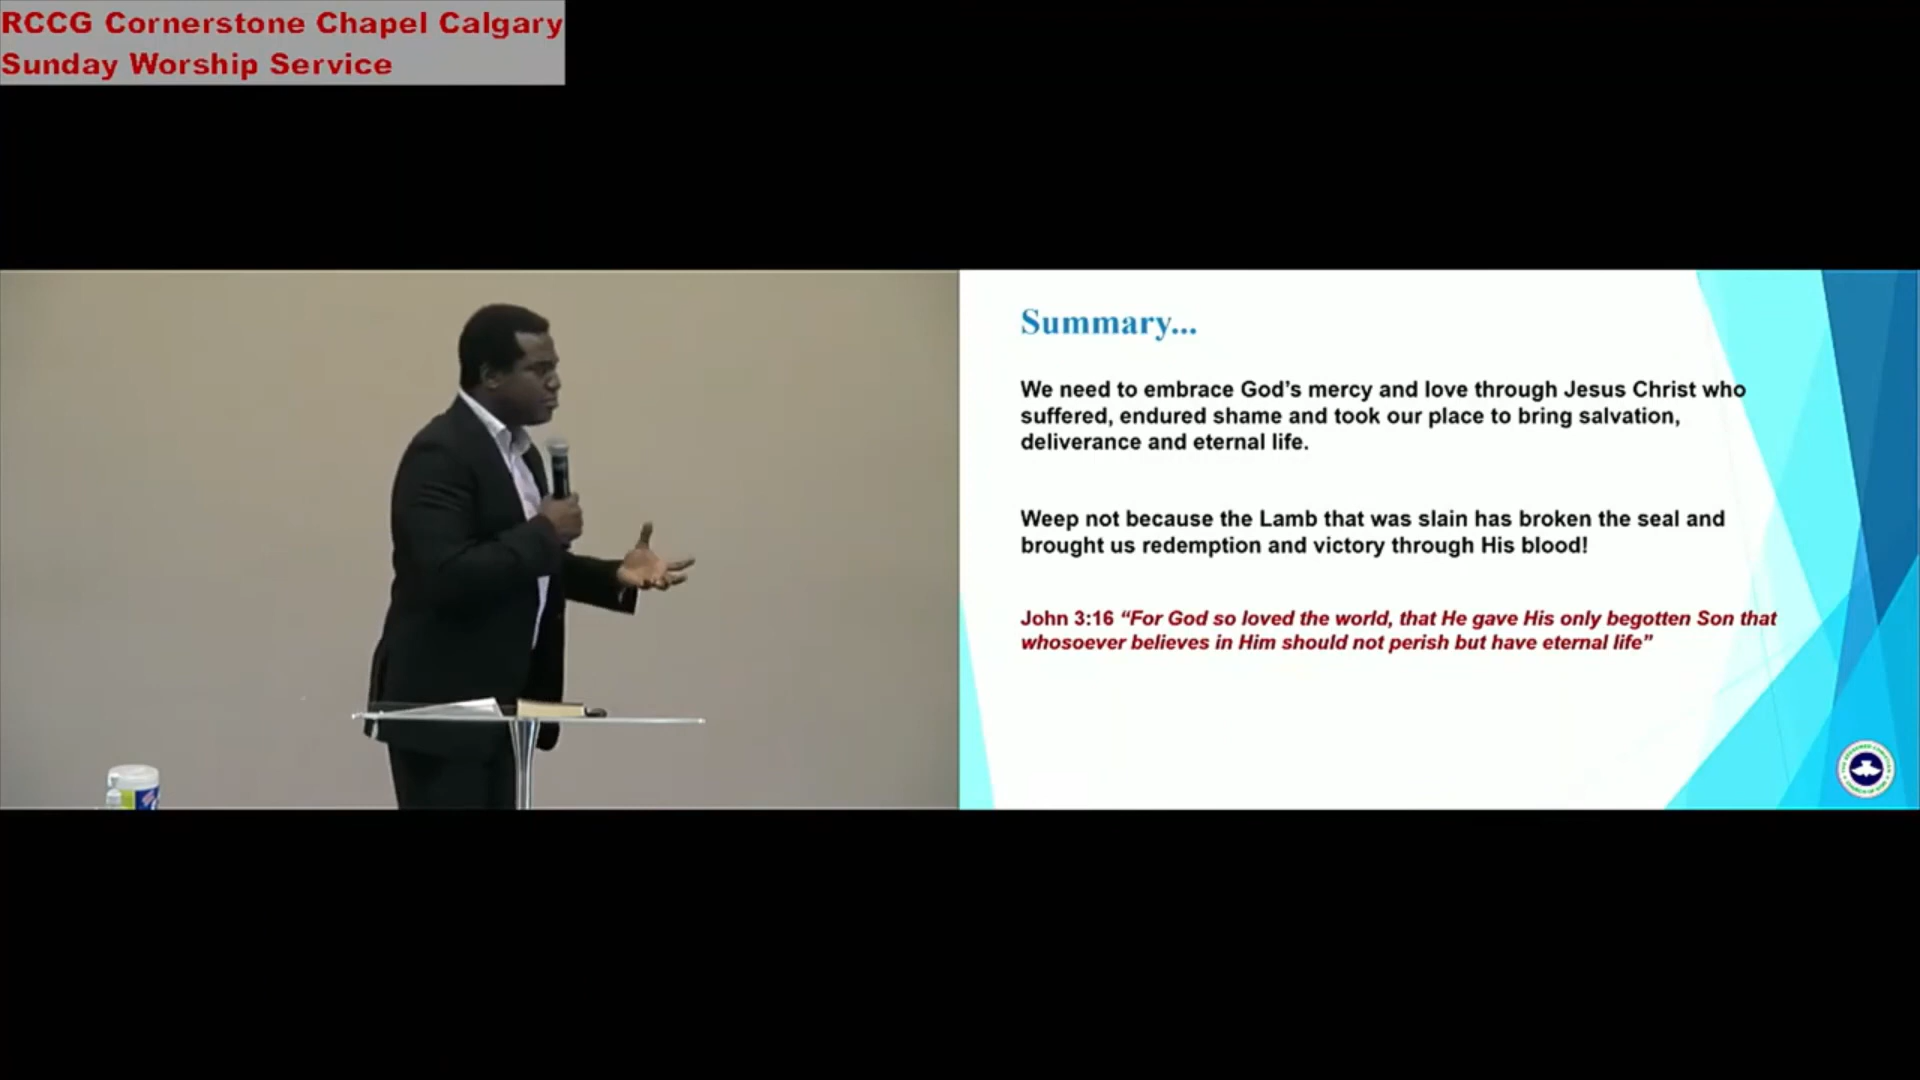 RCCG Cornerstone Chapel Calgary
Sunday Worship Service
Summary...
We need to embrace God's mercy and love through Jesus Christ who
suffered, endured shame and took our place to bring salvation,
deliverance and eternal life.
Weep not because the Lamb that was slain has broken the seal and
brought us redemption and victory through His blood!
John 3:16 “For God so loved the world, that He gave His only begotten Son that
whosoever believes in Him should not perish but have eternal life”